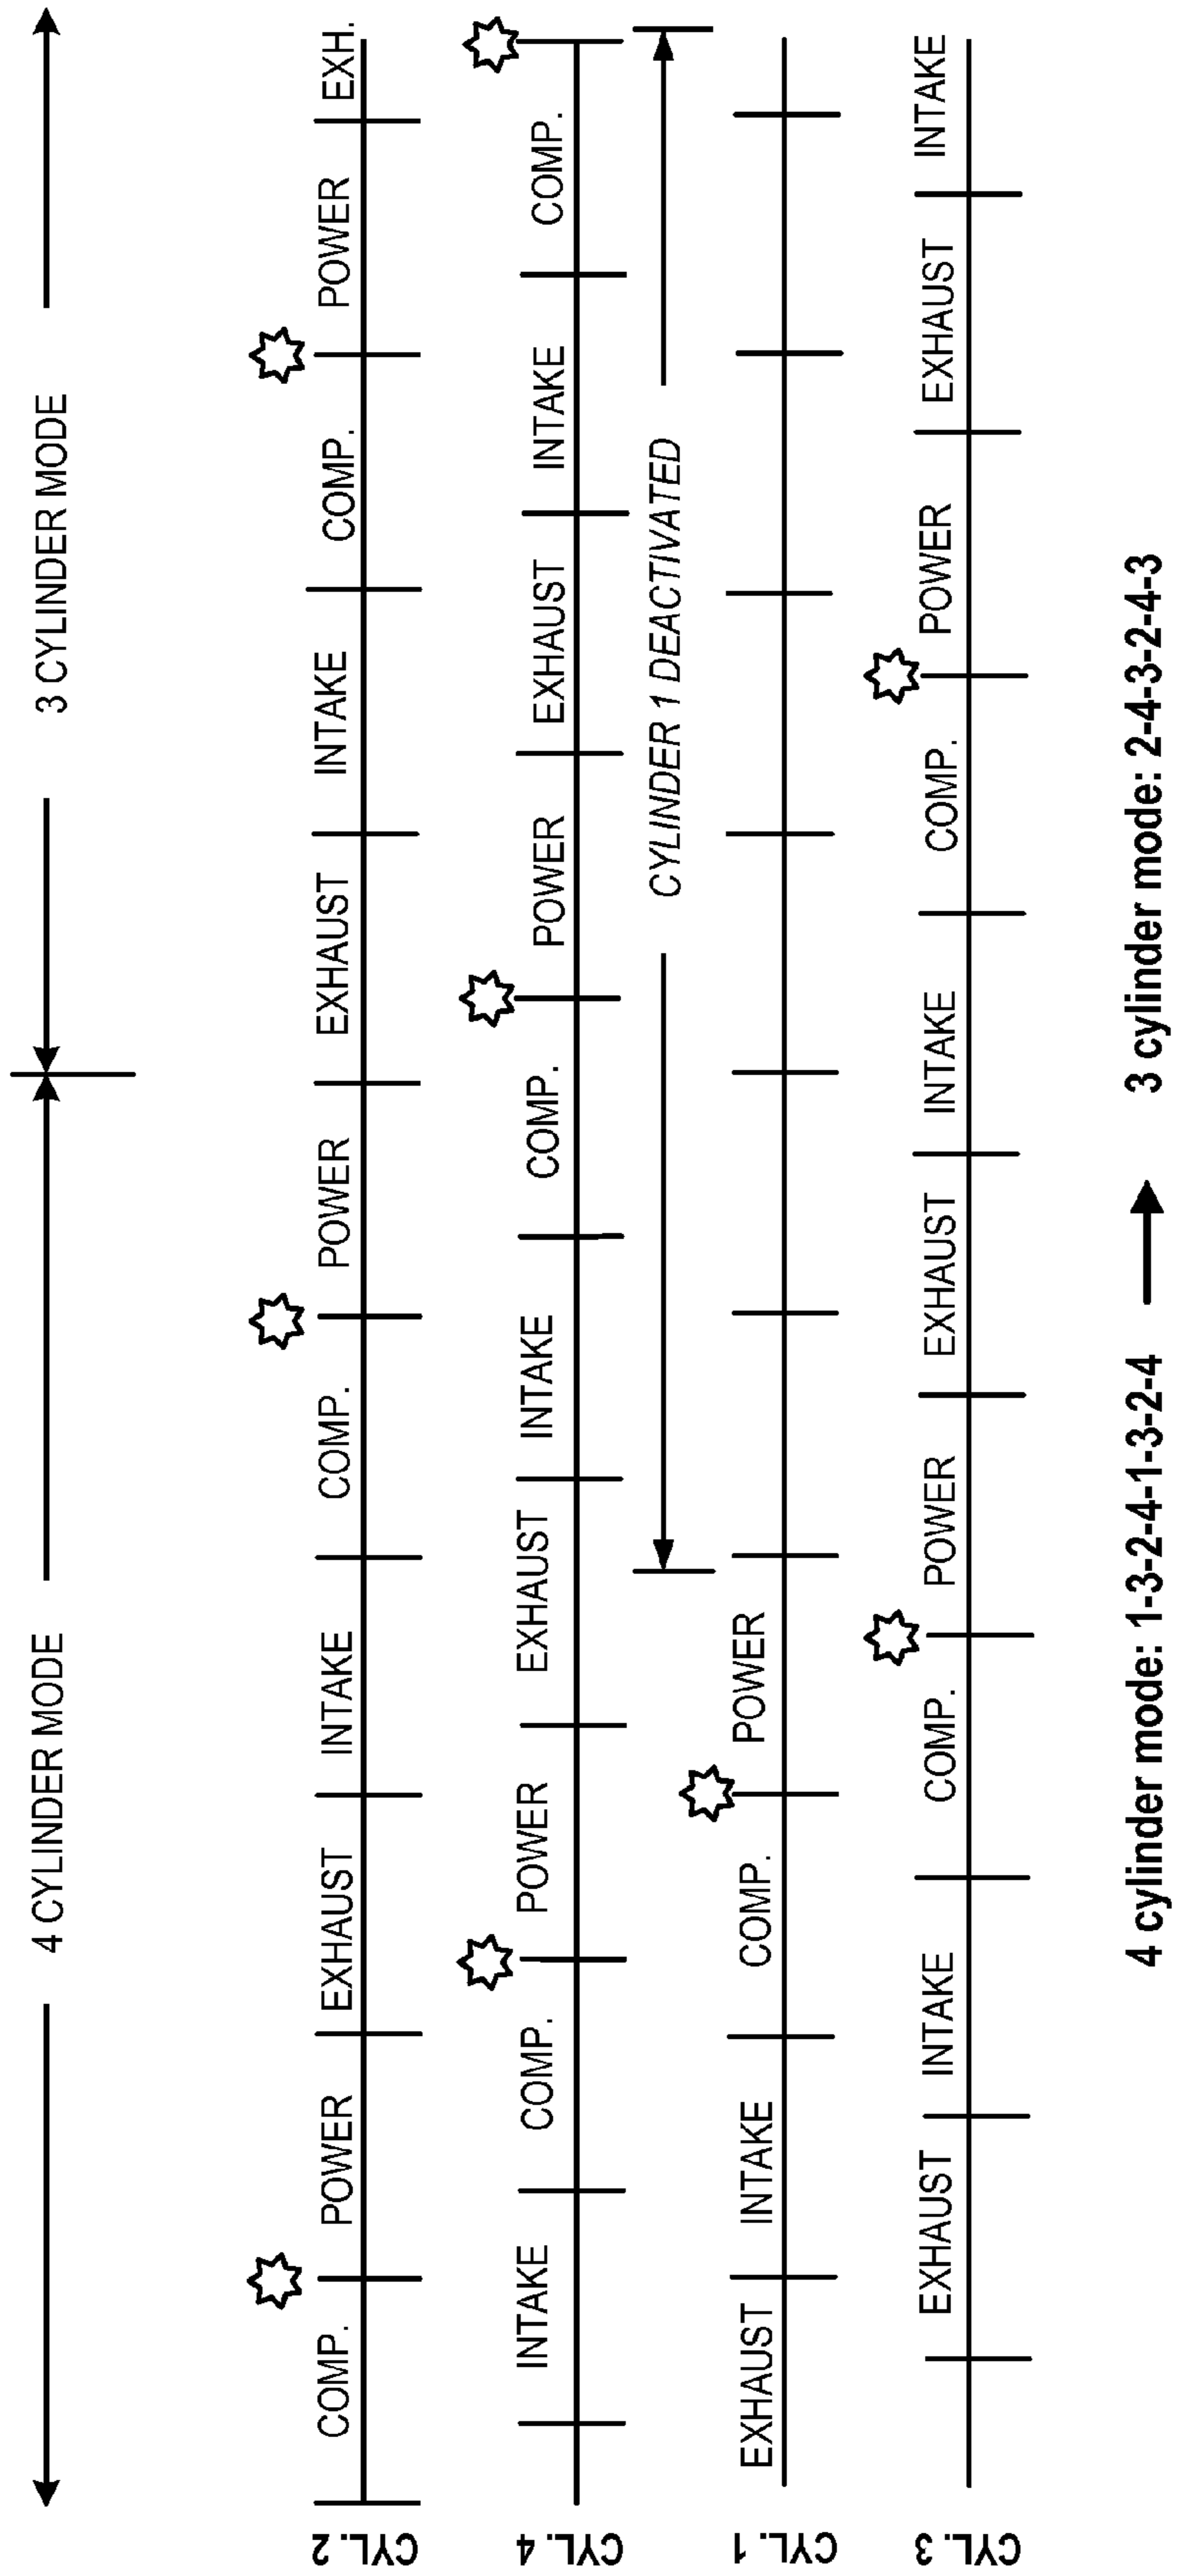 4 CYLINDER MODE 3 CYLINDER MODE
CYL. 2 COMP. POWER EXHAUST INTAKE COMP. POWER EXHAUST INTAKE COMP. POWER EXH.
CYL. 4 INTAKE COMP. POWER EXHAUST INTAKE COMP. POWER EXHAUST INTAKE COMP.
CYLINDER 1 DEACTIVATED
CYL. 1 EXHAUST INTAKE COMP. POWER
CYL. 3 EXHAUST INTAKE COMP. POWER EXHAUST INTAKE COMP. POWER EXHAUST INTAKE
4 cylinder mode: 1-3-2-4-1-3-2-4 → 3 cylinder mode: 2-4-3-2-4-3